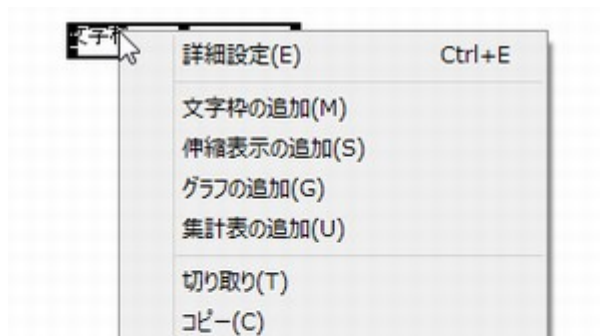 文字
詳細設定(E) Ctrl+E
文字枠の追加(M)
伸縮表示の追加(S)
グラフの追加(G)
集計表の追加(U)
切り取り(T)
コピー(C)